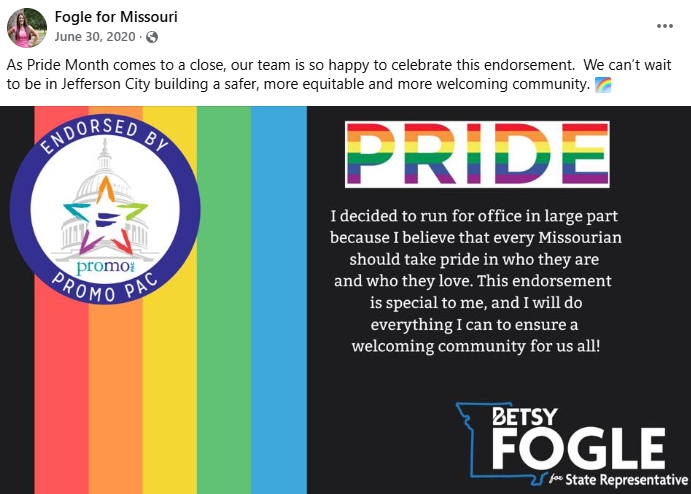 Fogle for Missouri
June 30, 2020 ·
As Pride Month comes to a close, our team is so happy to celebrate this endorsement.  We can't wait
to be in Jefferson City building a safer, more equitable and more welcoming community. 🌈
ENDORSED BY
promo
PROMO PAC
PRIDE
I decided to run for office in large part
because I believe that every Missourian
should take pride in who they are
and who they love. This endorsement
is special to me, and I will do
everything I can to ensure a
welcoming community for us all!
BETSY
FOGLE
for State Representative